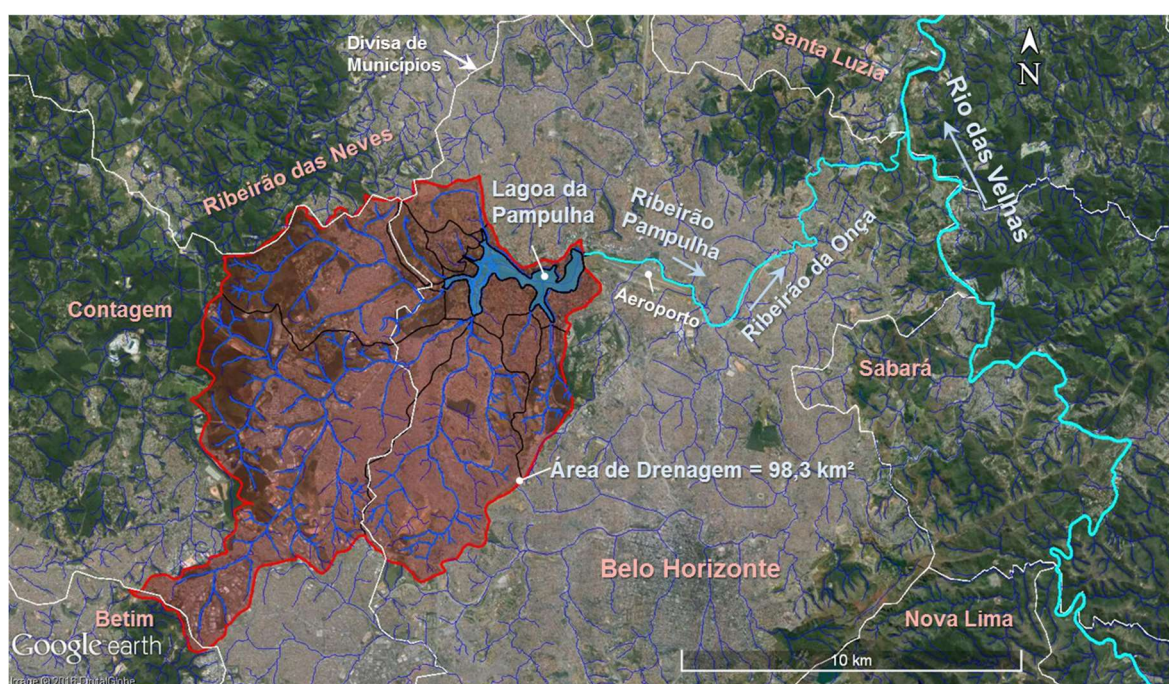 Divisa de
Municípios
Santa Luzia
N
Rio das Velhas
Ribeirão das Neves
Lagoa da
Pampulha
Ribeirão
Pampulha
Ribeirão da Onça
Aeroporto
Contagem
Sabará
Área de Drenagem = 98,3 km²
Belo Horizonte
Betim
Nova Lima
Google earth
10 km